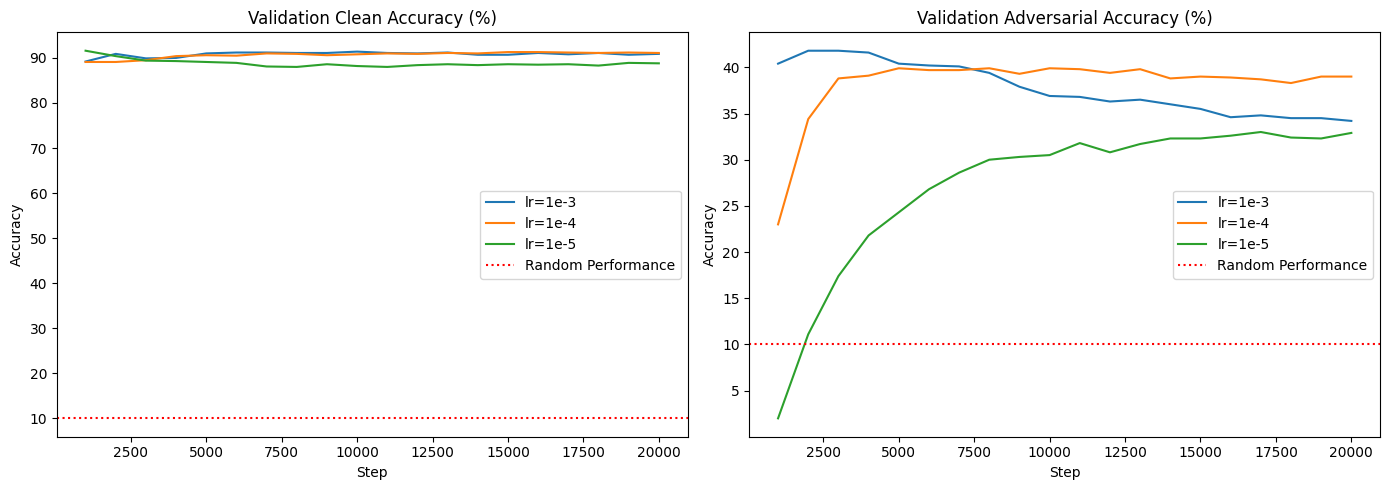 Validation Clean Accuracy (%)
Accuracy
90
80
70
60
50
40
30
20
10
lr=1e-3
lr=1e-4
lr=1e-5
Random Performance
2500 5000 7500 10000 12500 15000 17500 20000
Step
Validation Adversarial Accuracy (%)
Accuracy
40
35
30
25
20
15
10
5
lr=1e-3
lr=1e-4
lr=1e-5
Random Performance
2500 5000 7500 10000 12500 15000 17500 20000
Step